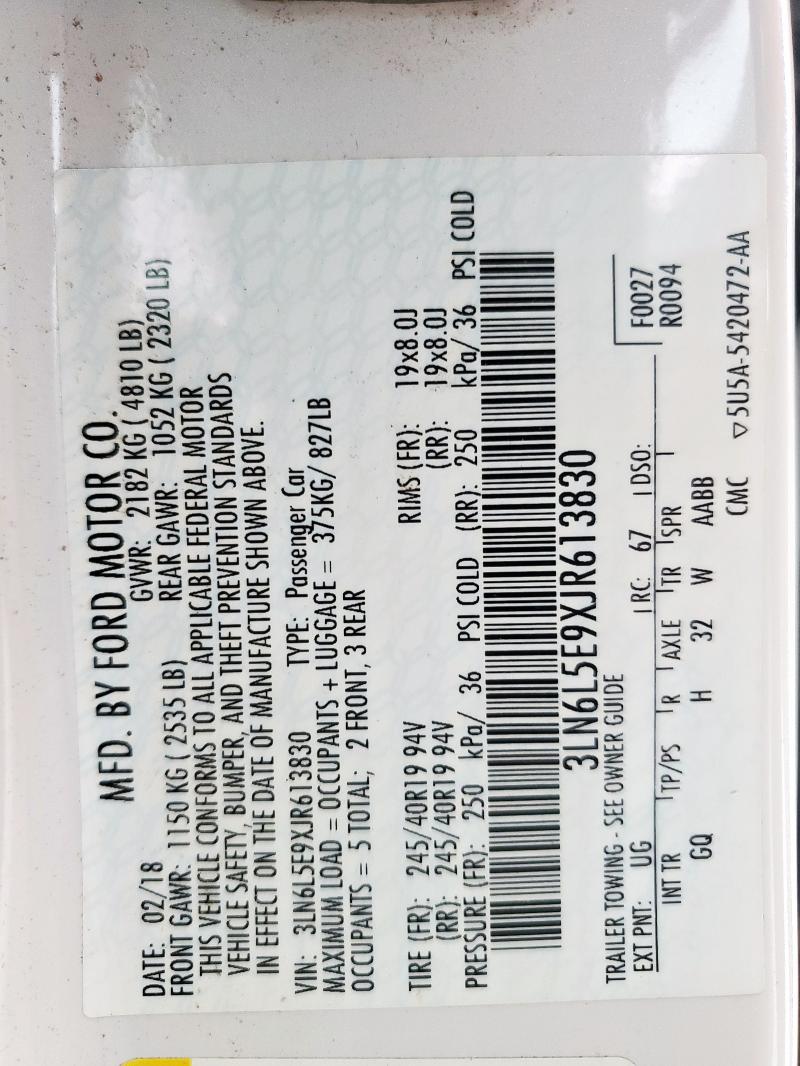 MFD. BY FORD MOTOR CO.
DATE: 02/18 GVWR: 2182 KG ( 4810 LB)
FRONT GAWR: 1150 KG ( 2535 LB) REAR GAWR: 1052 KG ( 2320 LB)
THIS VEHICLE CONFORMS TO ALL APPLICABLE FEDERAL MOTOR
VEHICLE SAFETY, BUMPER, AND THEFT PREVENTION STANDARDS
IN EFFECT ON THE DATE OF MANUFACTURE SHOWN ABOVE.
VIN: 3LN6L5E9XJR613830 TYPE: Passenger Car
MAXIMUM LOAD = OCCUPANTS + LUGGAGE = 375KG/ 827LB
OCCUPANTS = 5 TOTAL; 2 FRONT, 3 REAR
TIRE (FR): 245/40R19 94V RIMS (FR): 19x8.0J
(RR): 245/40R19 94V (RR): 19x8.0J
PRESSURE (FR): 250 kPa/ 36 PSI COLD (RR): 250 kPa/ 36 PSI COLD
3LN6L5E9XJR613830
TRAILER TOWING - SEE OWNER GUIDE
EXT PNT: UG RC: 67 DSO: F0027
R0094
INT TR TP/PS R AXLE TR SPR
GQ H 32 W AABB
CMC ▽5U5A-5420472-AA